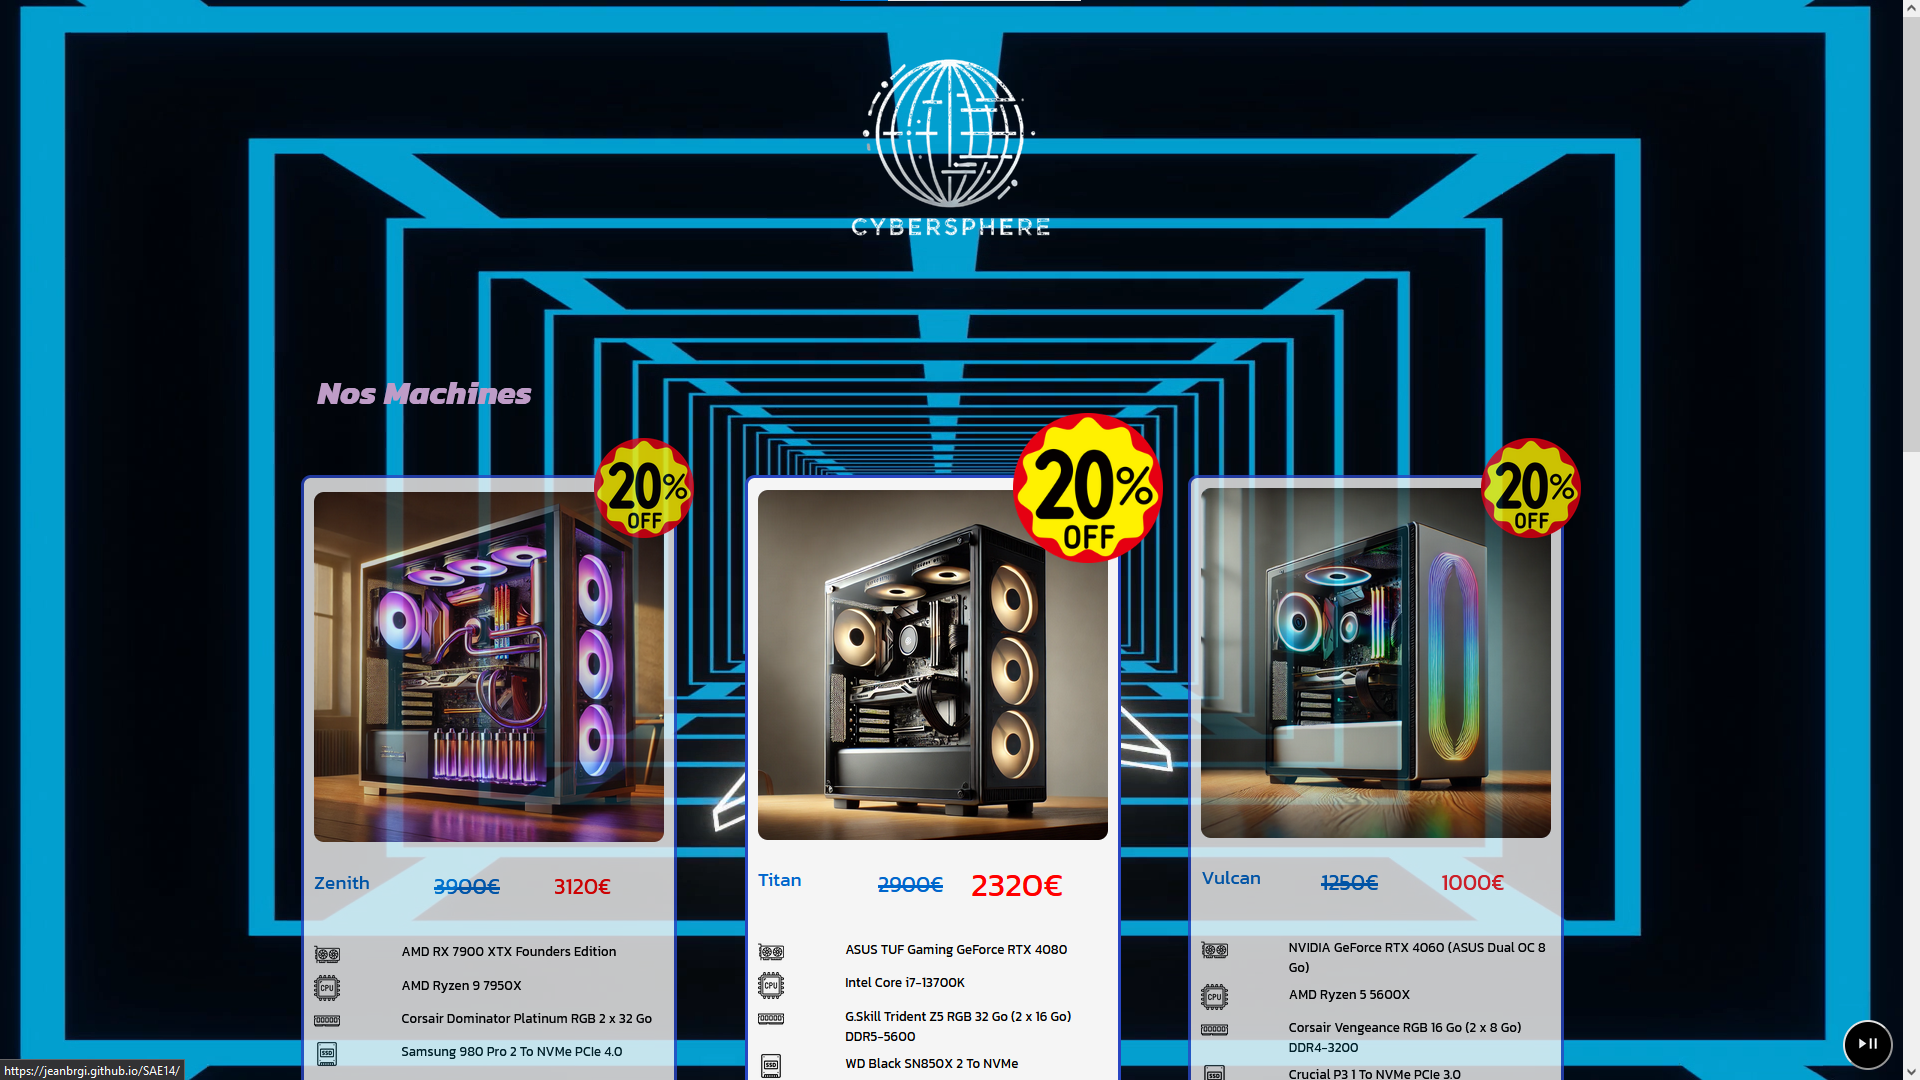 CYBERSPHERE
Nos Machines
20%
OFF
20%
OFF
20%
OFF
Zenith 3900€ 3120€
AMD RX 7900 XTX Founders Edition
CPU
AMD Ryzen 9 7950X
Corsair Dominator Platinum RGB 2 x 32 Go
SSD
Samsung 980 Pro 2 To NVMe PCIe 4.0
Titan 2900€ 2320€
ASUS TUF Gaming GeForce RTX 4080
CPU
Intel Core i7-13700K
G.Skill Trident Z5 RGB 32 Go (2 x 16 Go)
DDR5-5600
SSD
WD Black SN850X 2 To NVMe
Vulcan 1250€ 1000€
NVIDIA GeForce RTX 4060 (ASUS Dual OC 8
Go)
CPU
AMD Ryzen 5 5600X
Corsair Vengeance RGB 16 Go (2 x 8 Go)
DDR4-3200
SSD
Crucial P3 1 To NVMe PCIe 3.0
https://jeanbrgi.github.io/SAE14/